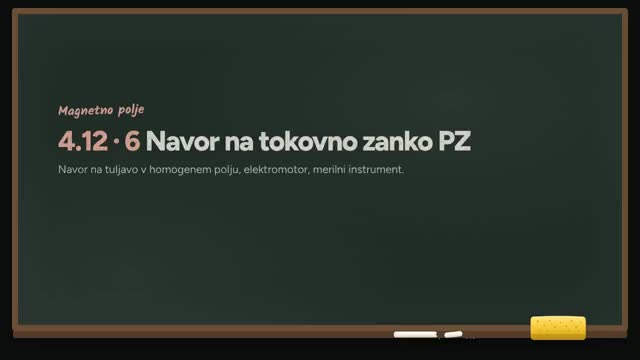 Magnetno polje
4.12 · 6 Navor na tokovno zanko PZ
Navor na tuljavo v homogenem polju, elektromotor, merilni instrument.